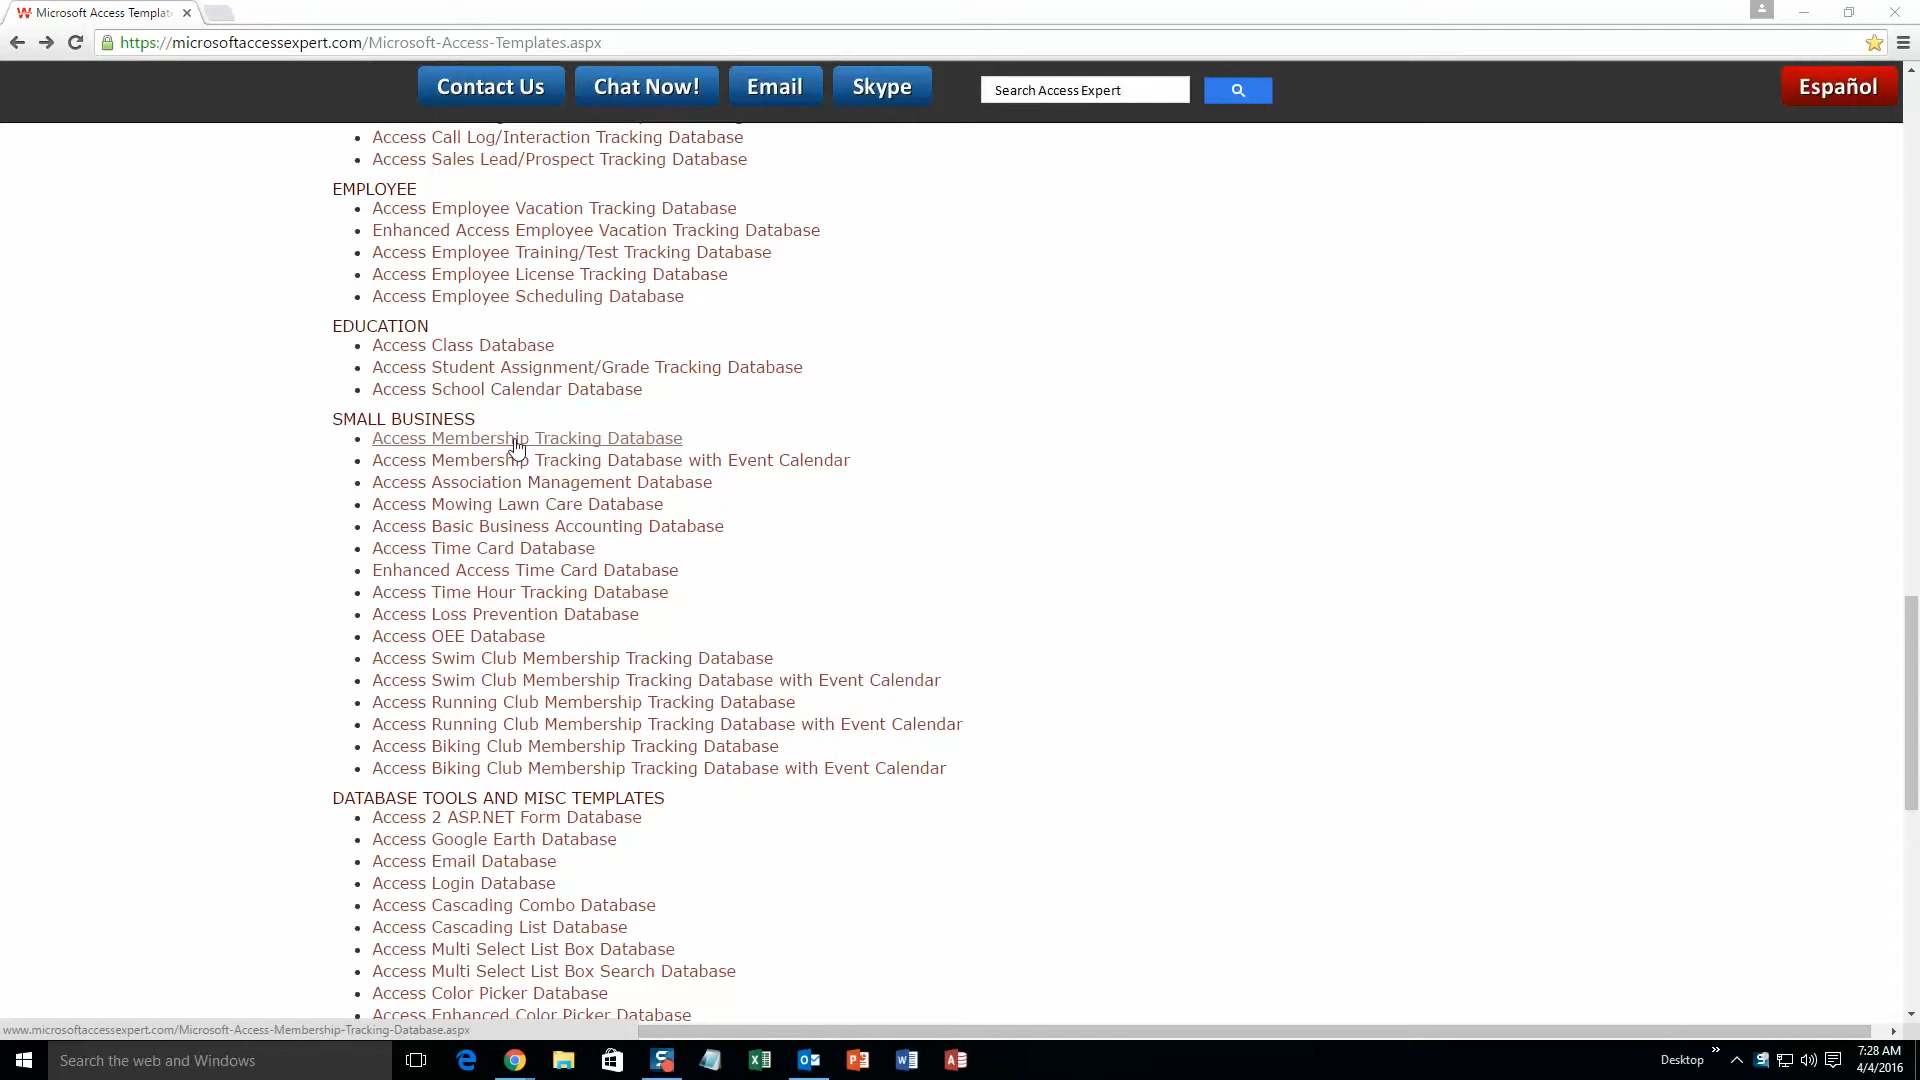 Microsoft Access Templat
https://microsoftaccessexpert.com/Microsoft-Access-Templates.aspx
Contact Us
Chat Now!
Email
Skype
Search Access Expert
Español
Access Call Log/Interaction Tracking Database
Access Sales Lead/Prospect Tracking Database
EMPLOYEE
Access Employee Vacation Tracking Database
Enhanced Access Employee Vacation Tracking Database
Access Employee Training/Test Tracking Database
Access Employee License Tracking Database
Access Employee Scheduling Database
EDUCATION
Access Class Database
Access Student Assignment/Grade Tracking Database
Access School Calendar Database
SMALL BUSINESS
Access Membership Tracking Database
Access Membership Tracking Database with Event Calendar
Access Association Management Database
Access Mowing Lawn Care Database
Access Basic Business Accounting Database
Access Time Card Database
Enhanced Access Time Card Database
Access Time Hour Tracking Database
Access Loss Prevention Database
Access OEE Database
Access Swim Club Membership Tracking Database
Access Swim Club Membership Tracking Database with Event Calendar
Access Running Club Membership Tracking Database
Access Running Club Membership Tracking Database with Event Calendar
Access Biking Club Membership Tracking Database
Access Biking Club Membership Tracking Database with Event Calendar
DATABASE TOOLS AND MISC TEMPLATES
Access 2 ASP.NET Form Database
Access Google Earth Database
Access Email Database
Access Login Database
Access Cascading Combo Database
Access Cascading List Database
Access Multi Select List Box Database
Access Multi Select List Box Search Database
Access Color Picker Database
Access Enhanced Color Picker Database
www.microsoftaccessexpert.com/Microsoft-Access-Membership-Tracking-Database.aspx
Search the web and Windows
Desktop
7:28 AM
4/4/2016